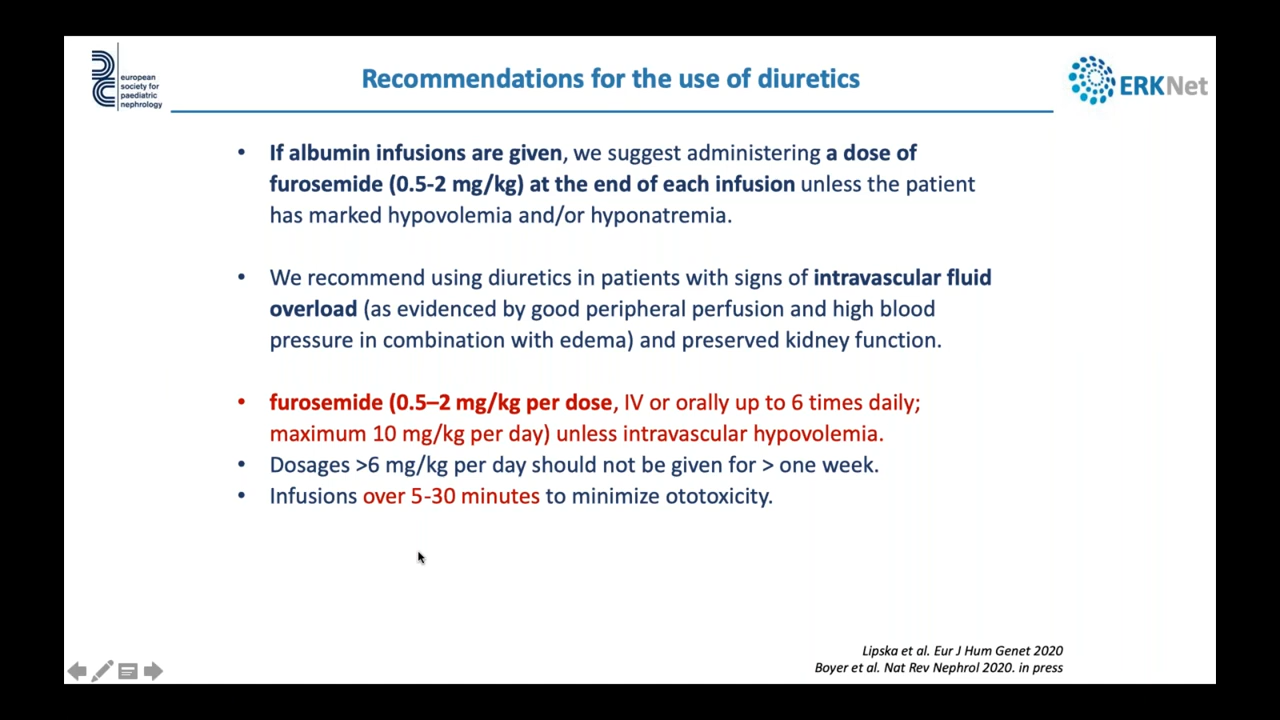 european
society for
paediatric
nephrology
Recommendations for the use of diuretics
ERKNet
• If albumin infusions are given, we suggest administering a dose of
furosemide (0.5-2 mg/kg) at the end of each infusion unless the patient
has marked hypovolemia and/or hyponatremia.
• We recommend using diuretics in patients with signs of intravascular fluid
overload (as evidenced by good peripheral perfusion and high blood
pressure in combination with edema) and preserved kidney function.
• furosemide (0.5–2 mg/kg per dose, IV or orally up to 6 times daily;
maximum 10 mg/kg per day) unless intravascular hypovolemia.
• Dosages >6 mg/kg per day should not be given for > one week.
• Infusions over 5-30 minutes to minimize ototoxicity.
Lipska et al. Eur J Hum Genet 2020
Boyer et al. Nat Rev Nephrol 2020. in press